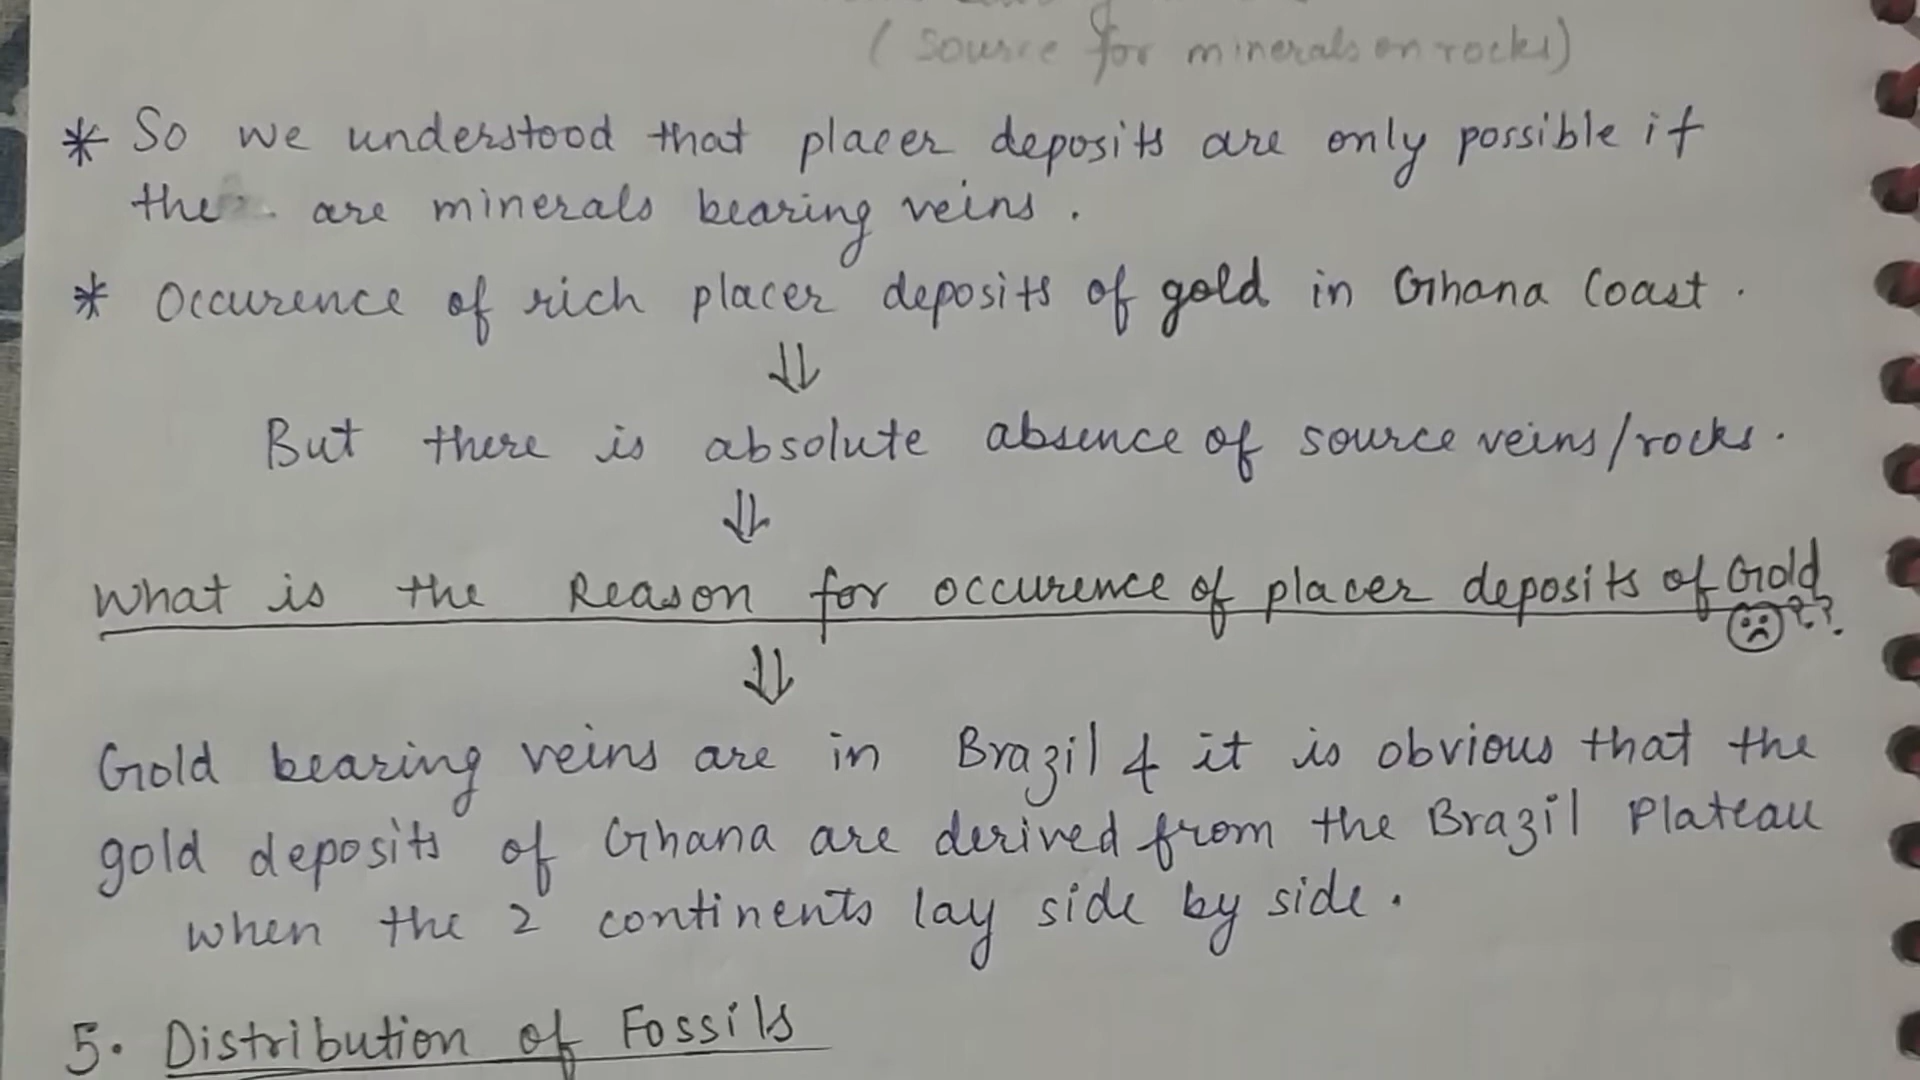 ( Source for minerals on rocks)
* So we understood that placer deposits are only possible if
the are minerals bearing veins .
* Occurence of rich placer deposits of gold in Ghana Coast .
⇓
But there is absolute absence of source veins/rocks .
⇓
What is the Reason for occurence of placer deposits of Gold
??.
⇓
Gold bearing veins are in Brazil & it is obvious that the
gold deposits of Ghana are derived from the Brazil Plateau
when the 2 continents lay side by side .
5. Distribution of Fossils